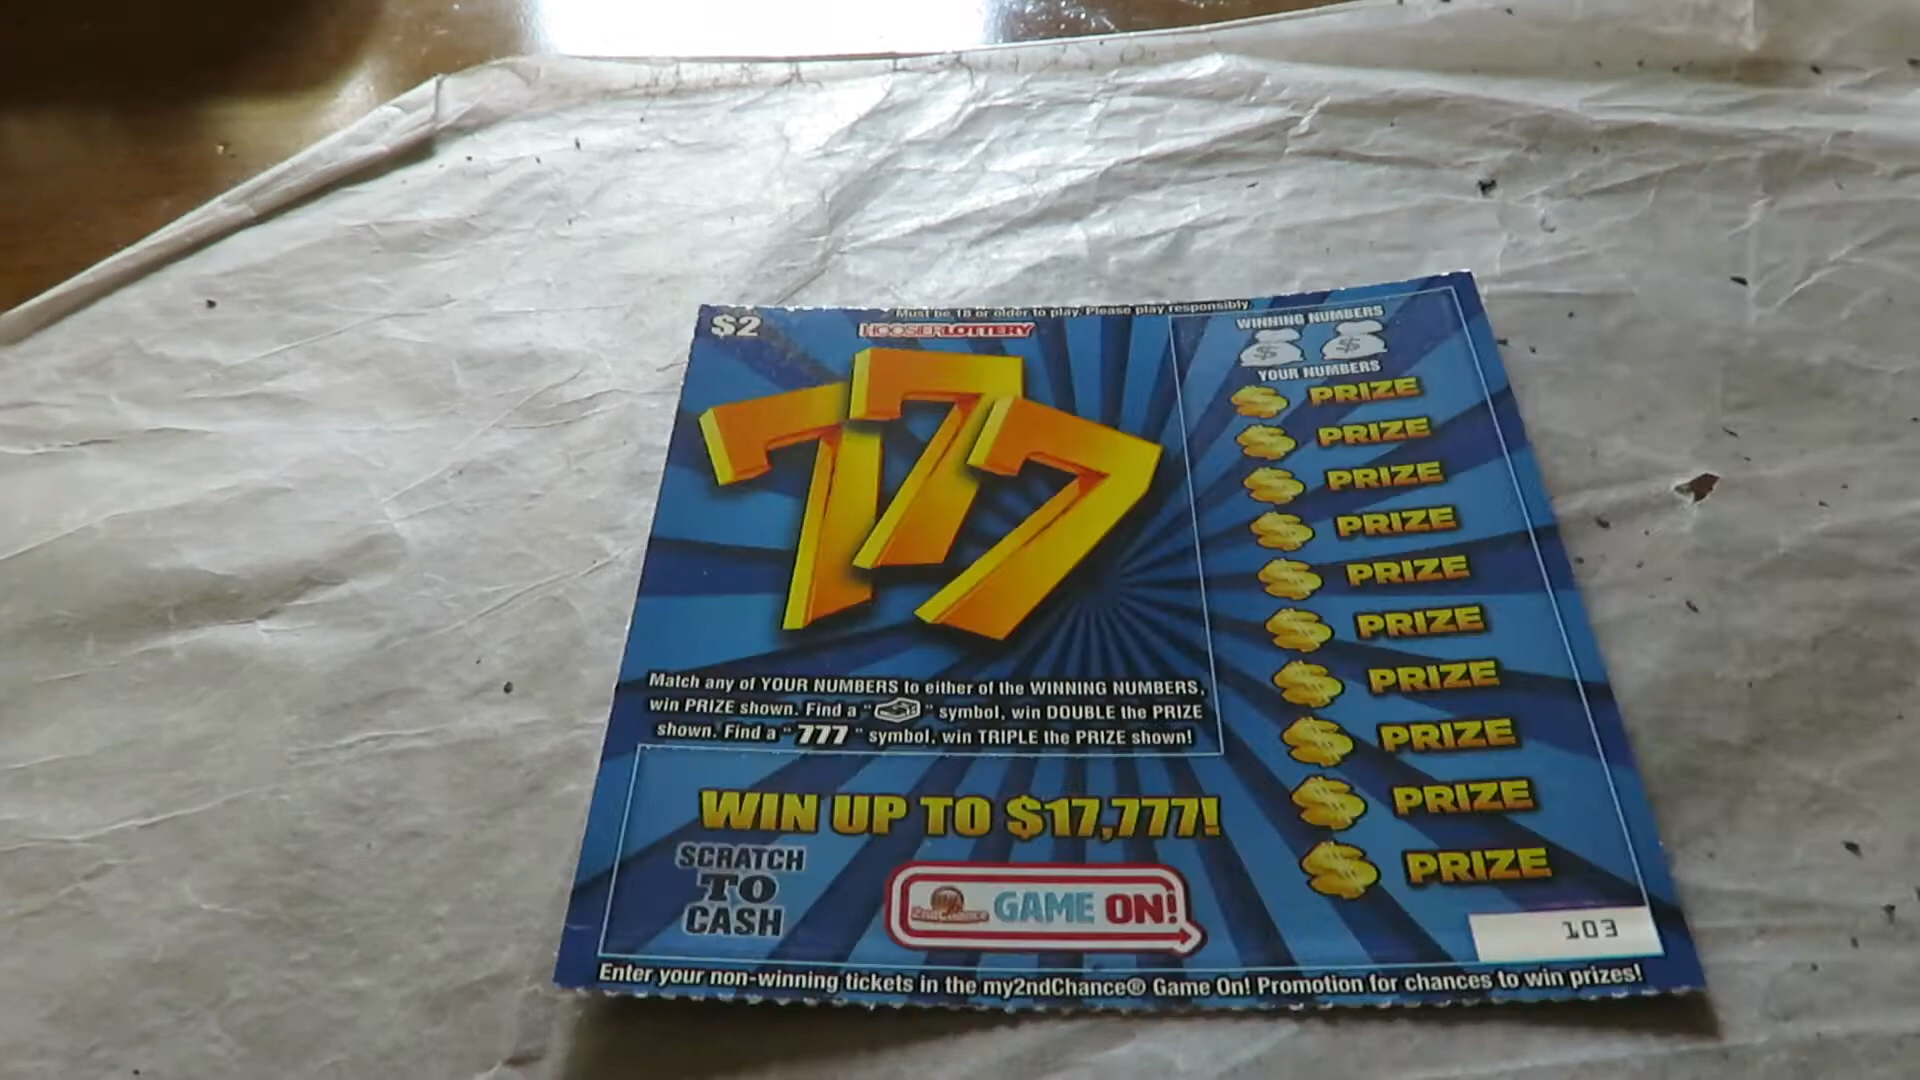 Must be 18 or older to play. Please play responsibly.
$2
HOOSIER LOTTERY
777
Match any of YOUR NUMBERS to either of the WINNING NUMBERS,
win PRIZE shown. Find a " " symbol, win DOUBLE the PRIZE
shown. Find a " 777 " symbol, win TRIPLE the PRIZE shown!
WIN UP TO $17,777!
SCRATCH
TO
CASH
my
2ndChance
GAME ON!
WINNING NUMBERS
$ $
YOUR NUMBERS
$ PRIZE
$ PRIZE
$ PRIZE
$ PRIZE
$ PRIZE
$ PRIZE
$ PRIZE
$ PRIZE
$ PRIZE
$ PRIZE
103
Enter your non-winning tickets in the my2ndChance® Game On! Promotion for chances to win prizes!